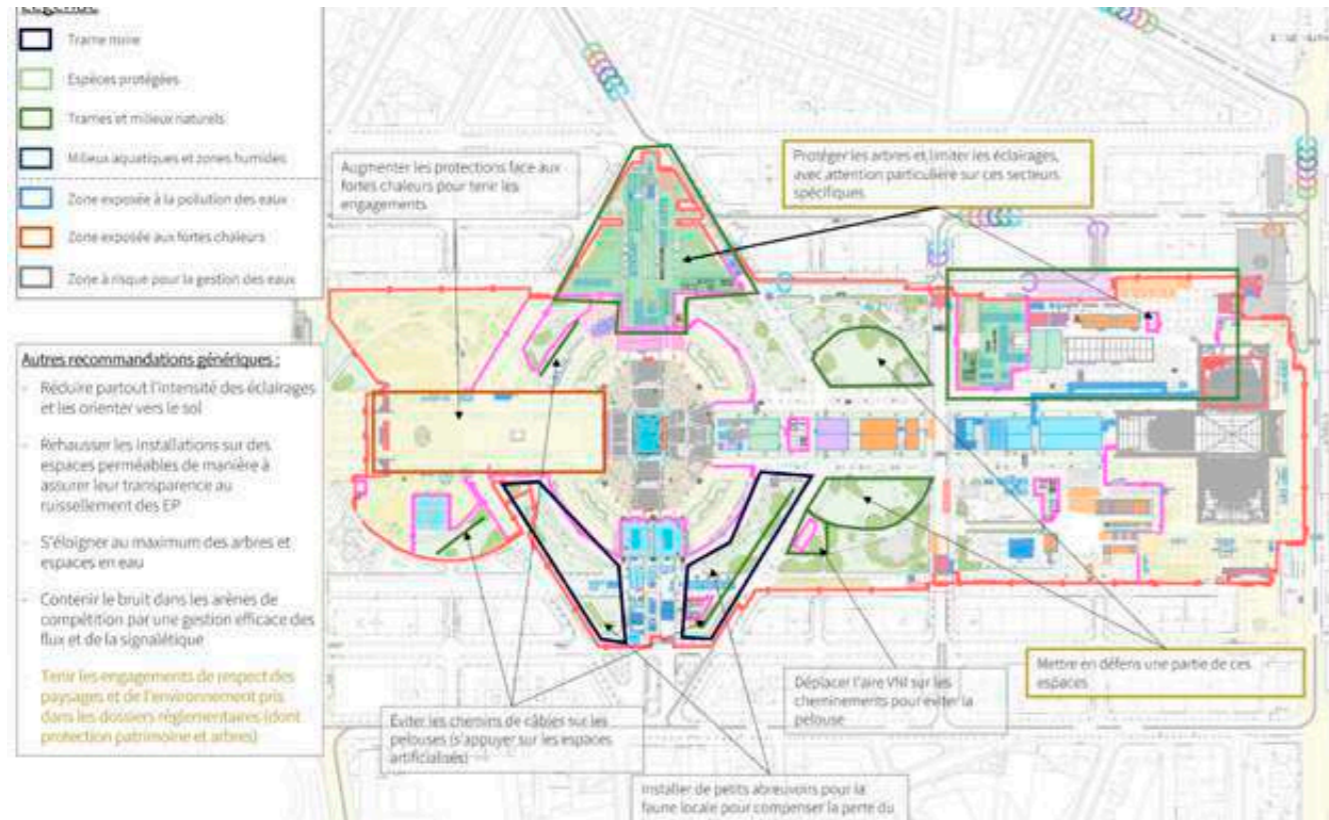 Légende
Trame noire
Espèces protégées
Trames et milieux naturels
Milieux aquatiques et zones humides
Zone exposée à la pollution des eaux
Zone exposée aux fortes chaleurs
Zone à risque pour la gestion des eaux
Autres recommandations génériques :
- Réduire partout l'intensité des éclairages
et les orienter vers le sol
- Rehausser les installations sur des
espaces perméables de manière à
assurer leur transparence au
ruissellement des EP
- S'éloigner au maximum des arbres et
espaces en eau
- Contenir le bruit dans les arènes de
compétition par une gestion efficace des
flux et de la signalétique
- Tenir les engagements de respect des
paysages et de l'environnement pris
dans les dossiers réglementaires (dont
protection patrimoine et arbres)
Augmenter les protections face aux
fortes chaleurs pour tenir les
engagements
Protéger les arbres et limiter les éclairages,
avec attention particulière sur ces secteurs
spécifiques
Mettre en défens une partie de ces
espaces
Déplacer l'aire VNI sur les
cheminements pour éviter la
pelouse
Éviter les chemins de câbles sur les
pelouses (s'appuyer sur les espaces
artificialisés)
Installer de petits abreuvoirs pour la
faune locale pour compenser la perte du